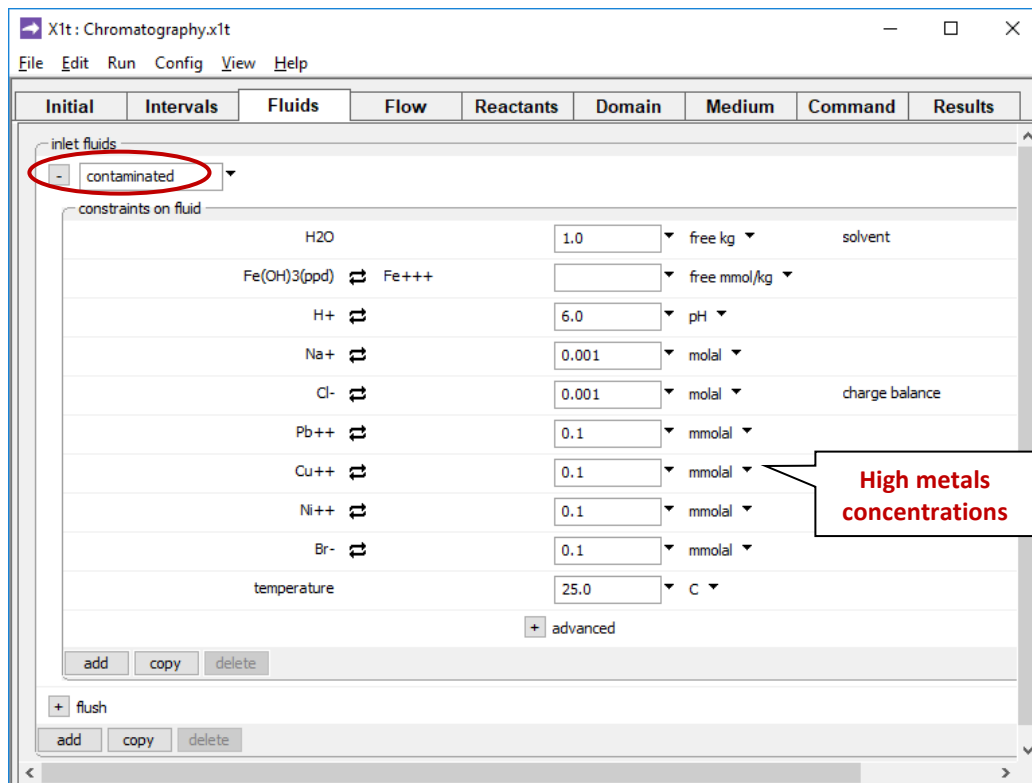 X1t : Chromatography.x1t
File Edit Run Config View Help
Initial Intervals Fluids Flow Reactants Domain Medium Command Results
inlet fluids
- contaminated
constraints on fluid
H2O 1.0 free kg solvent
Fe(OH)3(ppd) Fe+++ free mmol/kg
H+ 6.0 pH
Na+ 0.001 molal
Cl- 0.001 molal charge balance
Pb++ 0.1 mmolal
Cu++ 0.1 mmolal
High metals
concentrations
Ni++ 0.1 mmolal
Br- 0.1 mmolal
temperature 25.0 C
+ advanced
add copy delete
+ flush
add copy delete